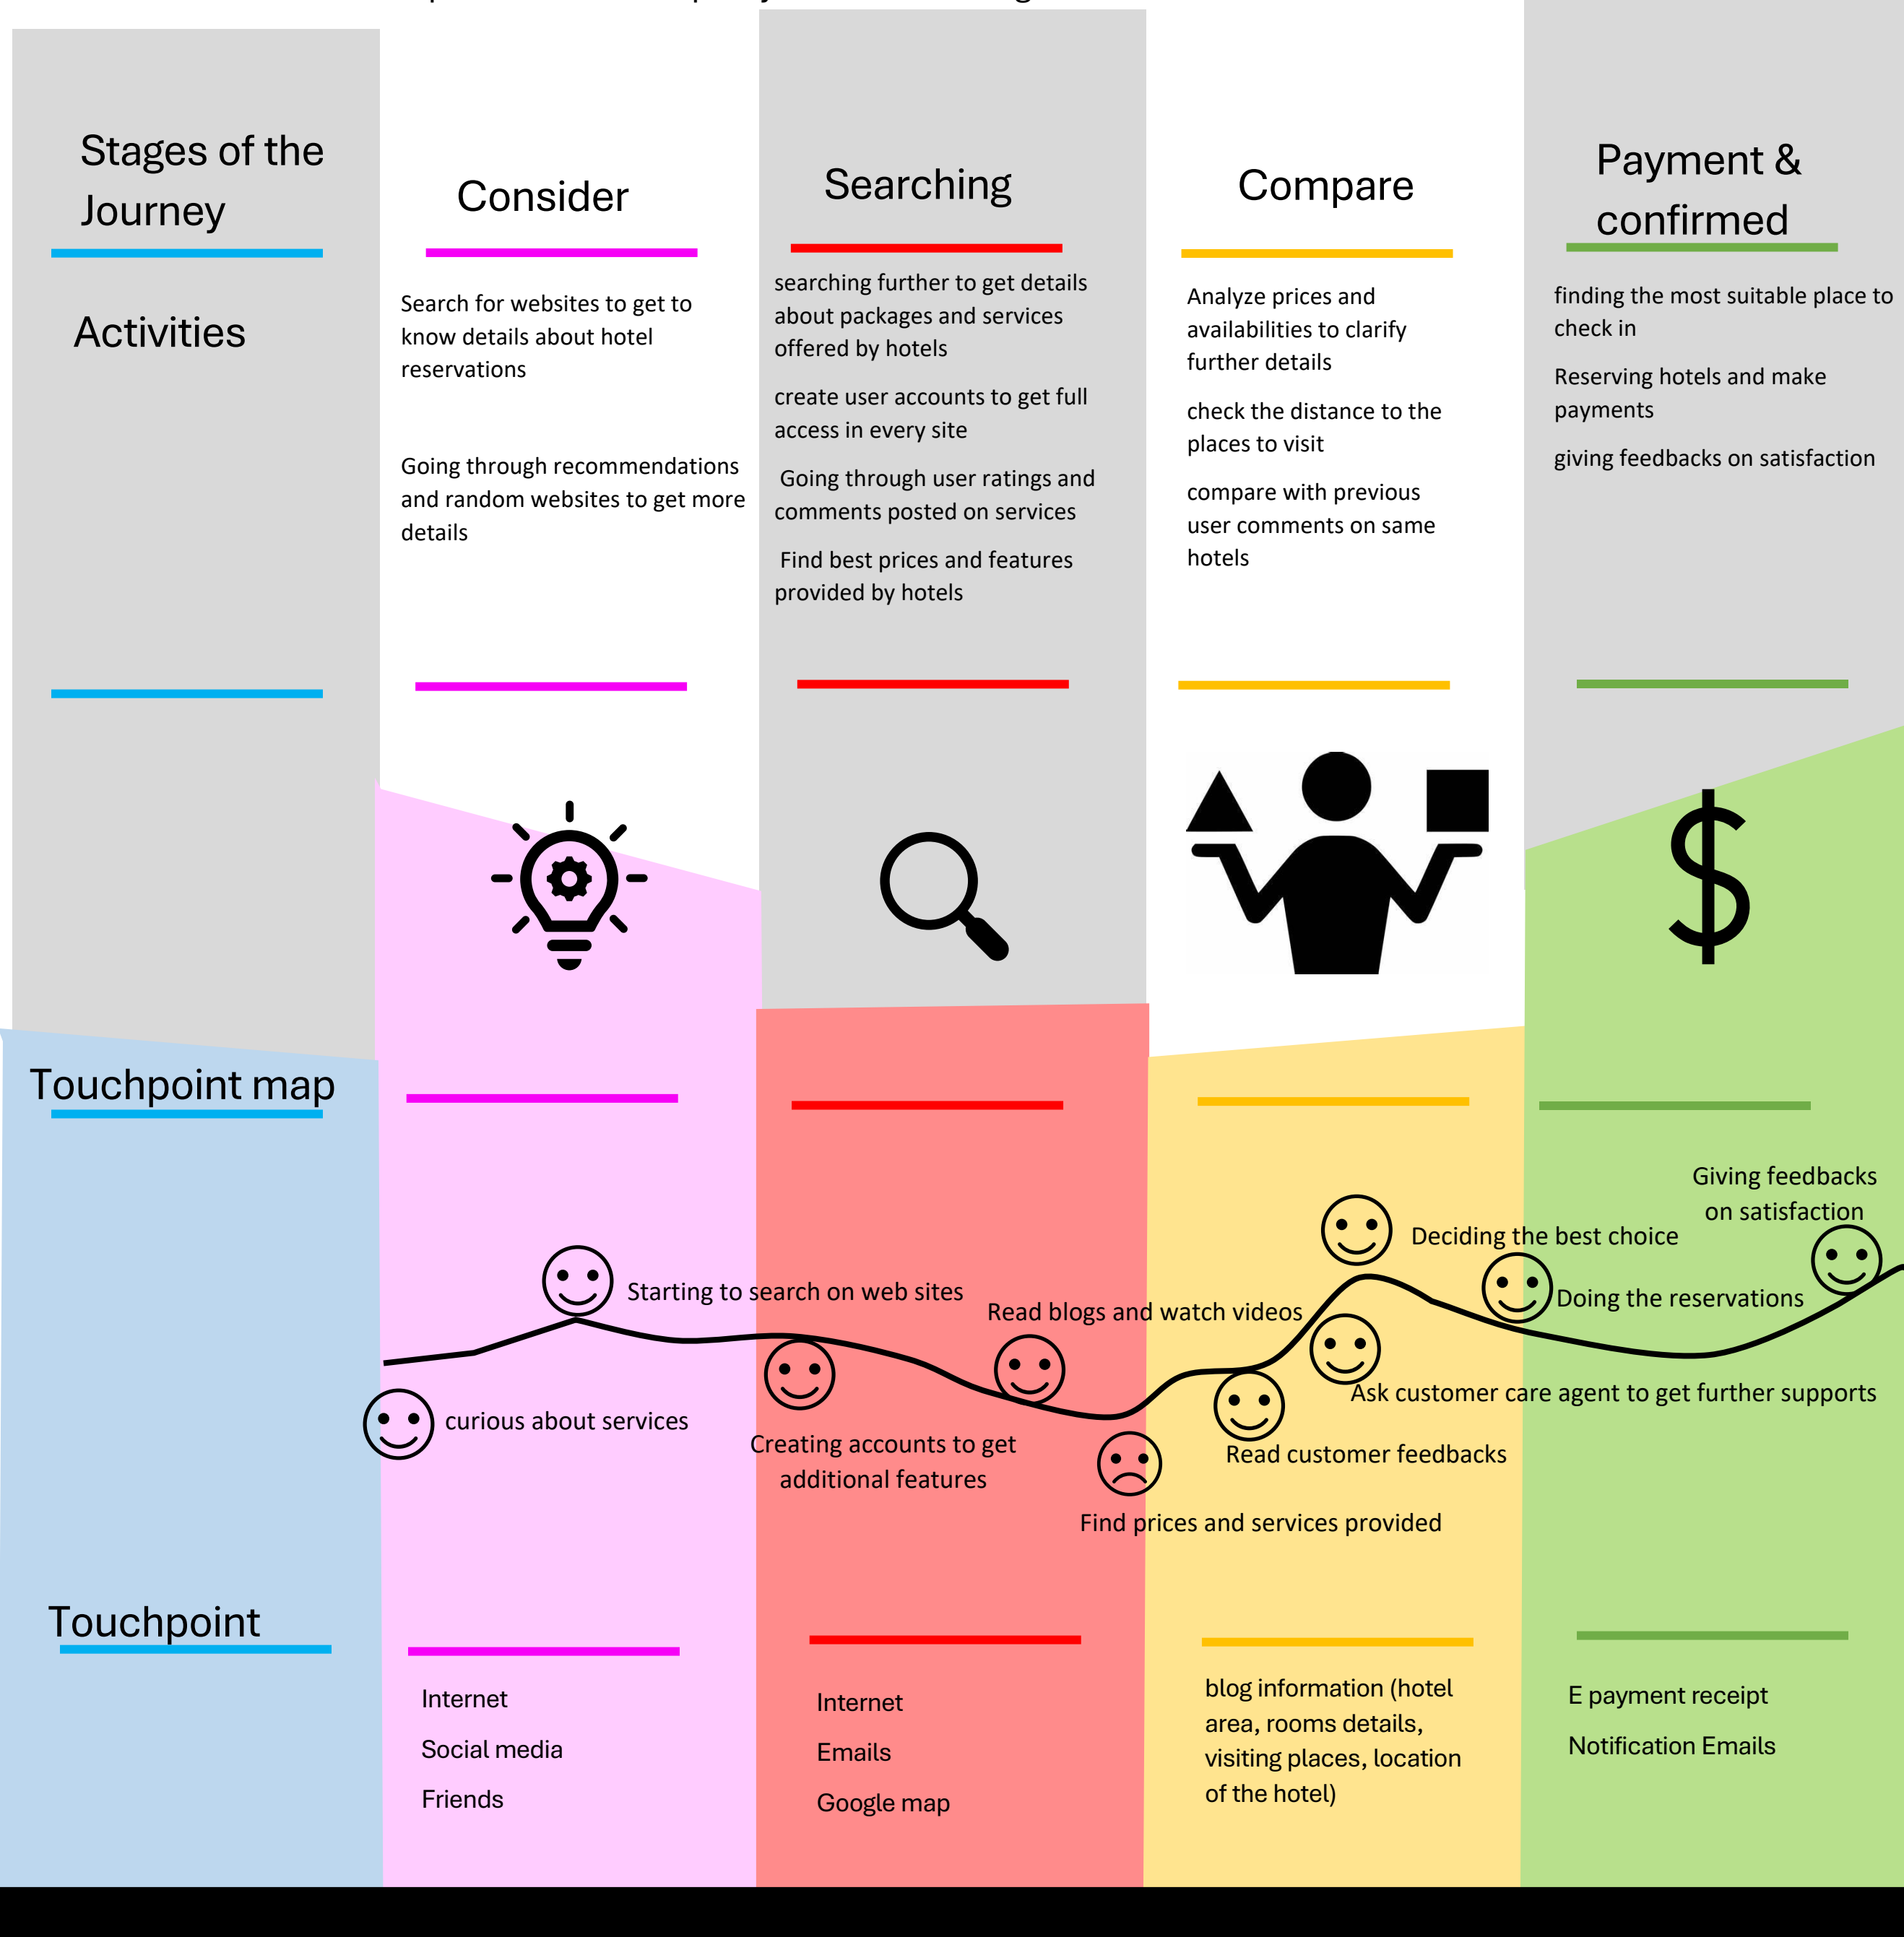 Stages of the
Journey
Consider
Searching
Compare
Payment &
confirmed
Activities
Search for websites to get to
know details about hotel
reservations
Going through recommendations
and random websites to get more
details
searching further to get details
about packages and services
offered by hotels
create user accounts to get full
access in every site
Going through user ratings and
comments posted on services
Find best prices and features
provided by hotels
Analyze prices and
availabilities to clarify
further details
check the distance to the
places to visit
compare with previous
user comments on same
hotels
finding the most suitable place to
check in
Reserving hotels and make
payments
giving feedbacks on satisfaction
Touchpoint map
curious about services
Starting to search on web sites
Creating accounts to get
additional features
Read blogs and watch videos
Find prices and services provided
Read customer feedbacks
Ask customer care agent to get further supports
Deciding the best choice
Doing the reservations
Giving feedbacks
on satisfaction
Touchpoint
Internet
Social media
Friends
Internet
Emails
Google map
blog information (hotel
area, rooms details,
visiting places, location
of the hotel)
E payment receipt
Notification Emails